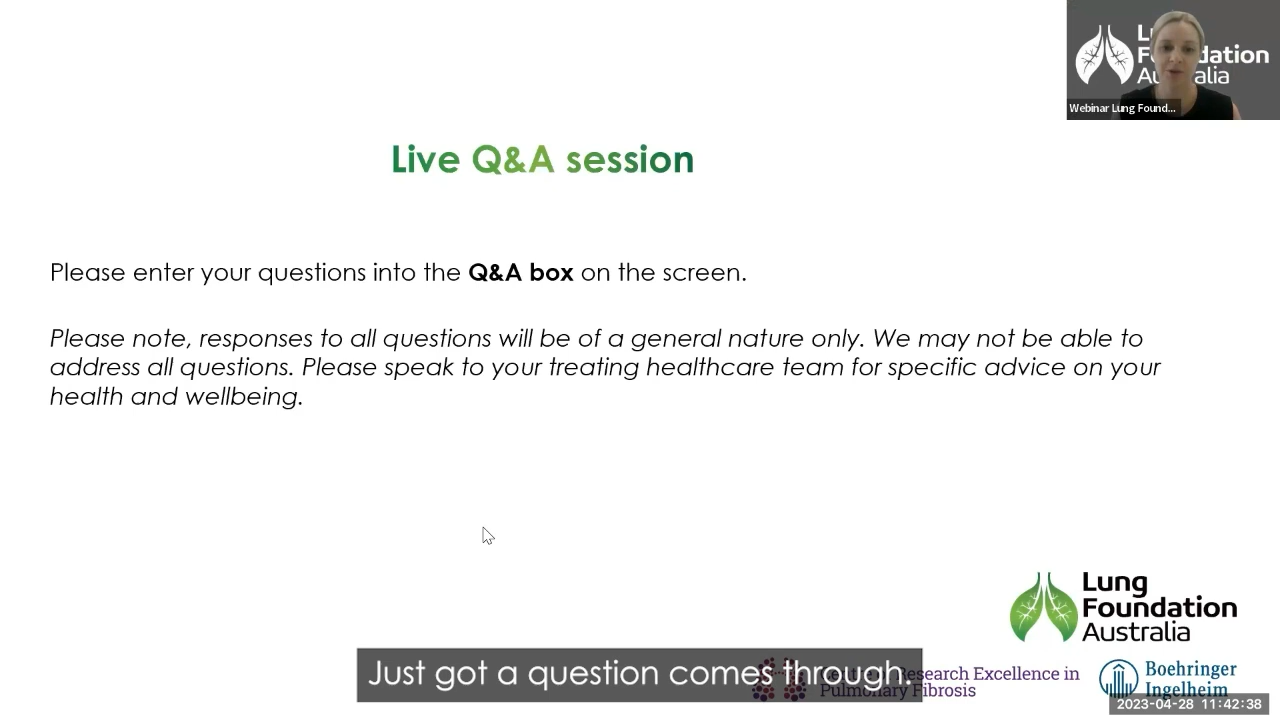 Lung
Foundation
Australia
Webinar Lung Found...
Live Q&A session
Please enter your questions into the Q&A box on the screen.
Please note, responses to all questions will be of a general nature only. We may not be able to
address all questions. Please speak to your treating healthcare team for specific advice on your
health and wellbeing.
Lung
Foundation
Australia
Just got a question comes through.
Research Excellence in
Pulmonary Fibrosis
Boehringer
Ingelheim
2023-04-28 11:42:38